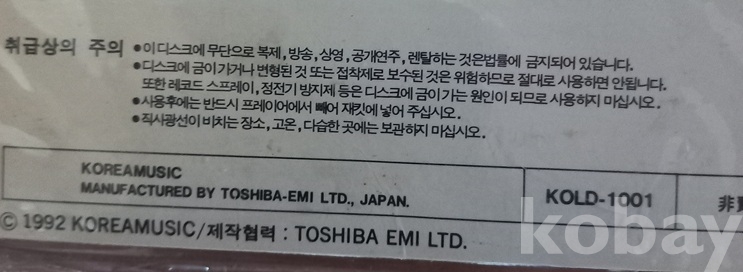 취급상의 주의 ●이 디스크에 무단으로 복제, 방송, 상영, 공개연주, 렌탈하는 것은법률에 금지되어 있습니다.
●디스크에 금이 가거나 변형된 것 또는 접착제로 보수된 것은 위험하므로 절대로 사용하면 안됩니다.
또한 레코드 스프레이, 정전기 방지제 등은 디스크에 금이 가는 원인이 되므로 사용하지 마십시오.
●사용후에는 반드시 프레이어에서 빼어 재킷에 넣어 주십시오.
●직사광선이 비치는 장소, 고온, 다습한 곳에는 보관하지 마십시오.
KOREAMUSIC
MANUFACTURED BY TOSHIBA-EMI LTD., JAPAN.
KOLD-1001
非
© 1992 KOREAMUSIC/제작협력 : TOSHIBA EMI LTD.
kobay